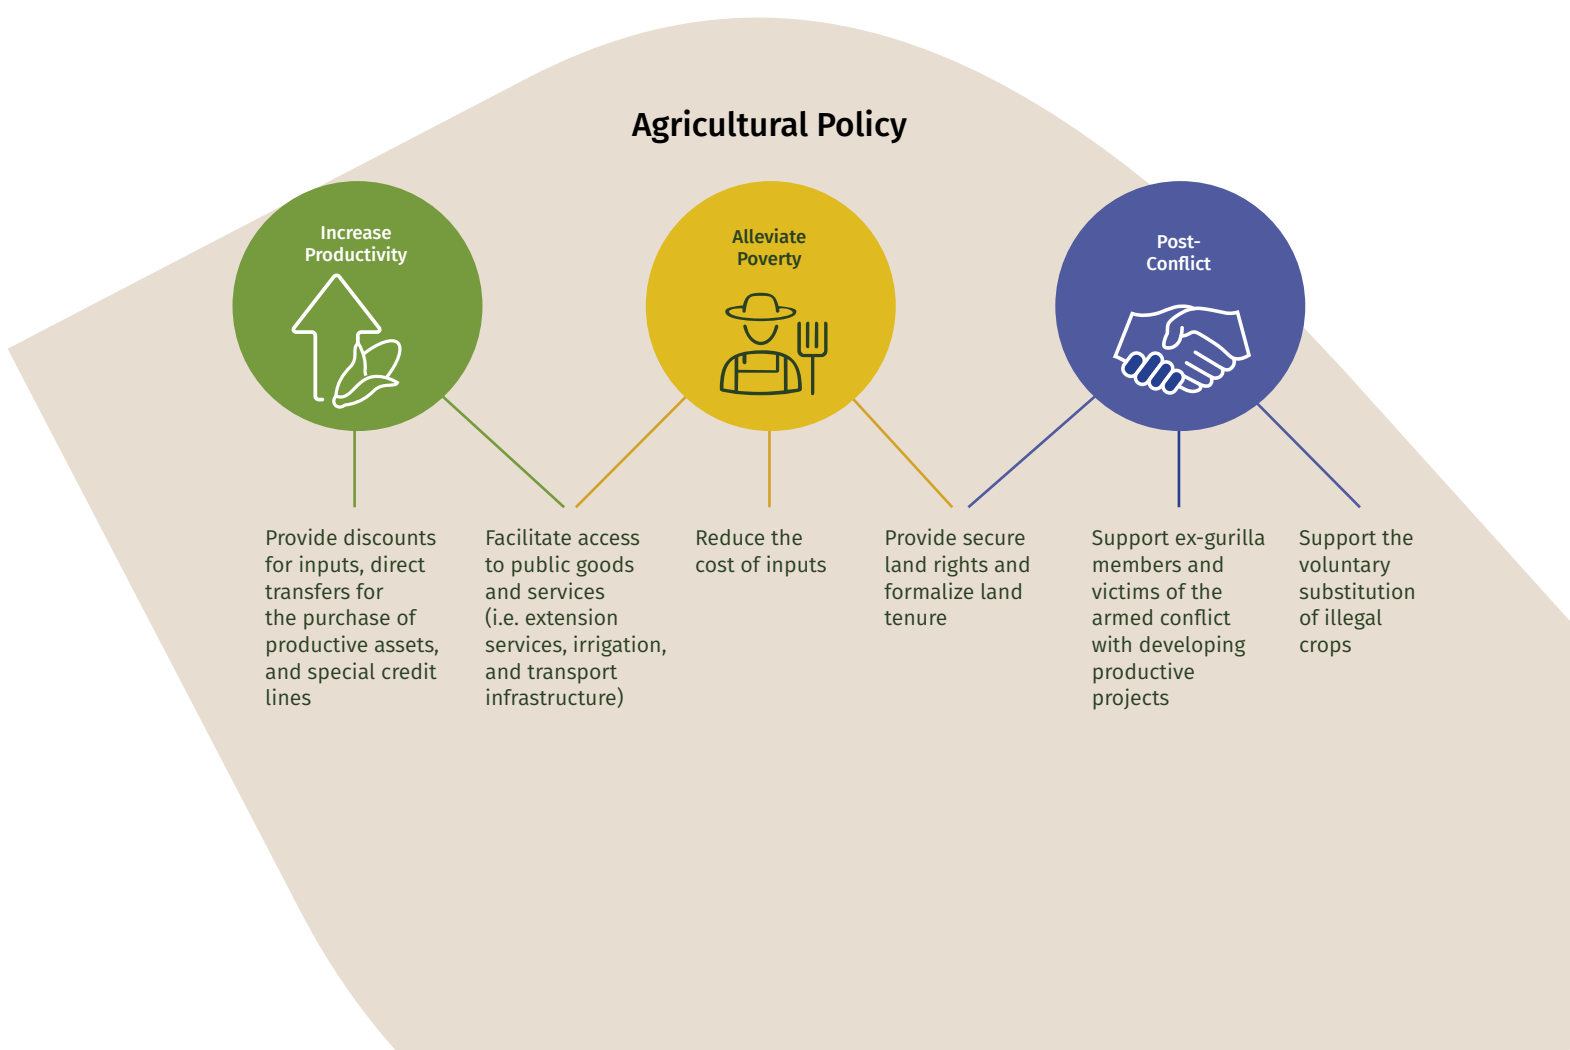 Agricultural Policy
Increase
Productivity
Alleviate
Poverty
Post-
Conflict
Provide discounts
for inputs, direct
transfers for
the purchase of
productive assets,
and special credit
lines
Facilitate access
to public goods
and services
(i.e. extension
services, irrigation,
and transport
infrastructure)
Reduce the
cost of inputs
Provide secure
land rights and
formalize land
tenure
Support ex-gurilla
members and
victims of the
armed conflict
with developing
productive
projects
Support the
voluntary
substitution
of illegal
crops